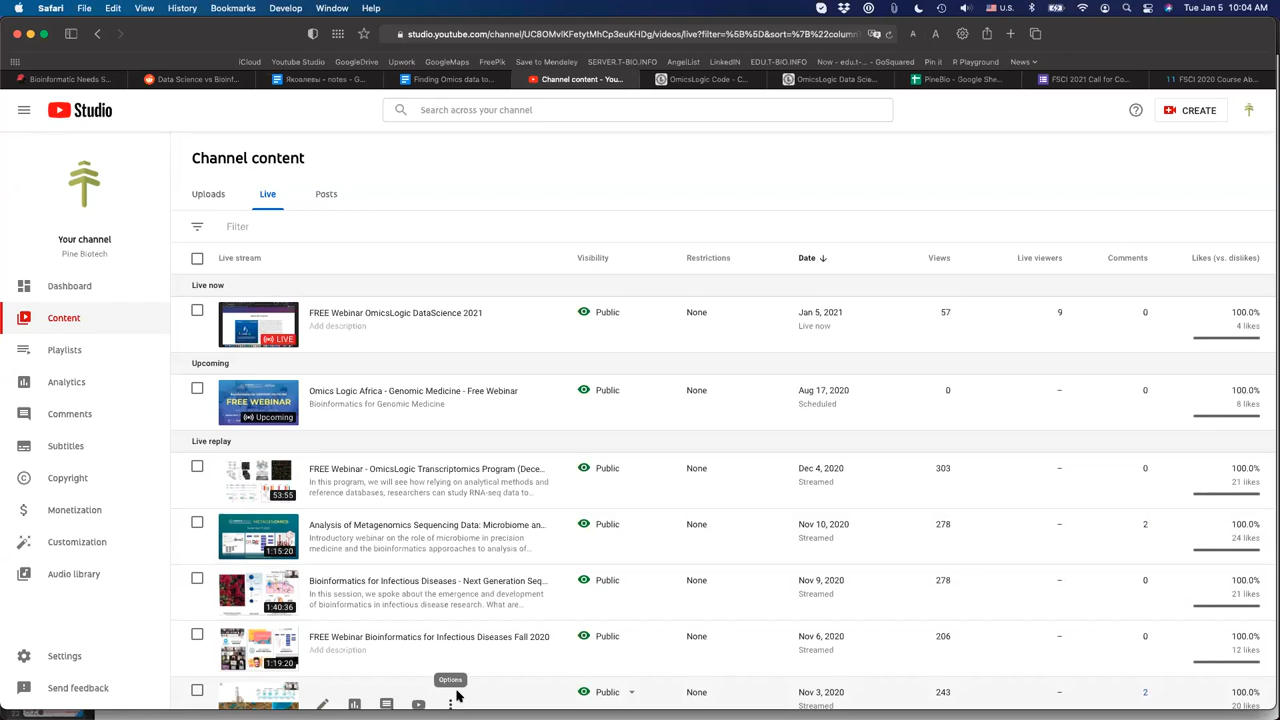 Safari File Edit View History Bookmarks Develop Window Help U.S. Tue Jan 5 10:04 AM
studio.youtube.com/channel/UC8OMvlKFetytMhCp3euKHDg/videos/live?filter=%5B%5D&sort=%7B%22column
iCloud Youtube Studio GoogleDrive Upwork GoogleMaps FreePik Save to Mendeley SERVER.T-BIO.INFO AngelList LinkedIN EDU.T-BIO.INFO Now - edu.t-... - GoSquared Pin it R Playground News
Bioinformatic Needs S... Data Science vs Bioinf... Яковлевы - notes - G... Finding Omics data to... Channel content - You... OmicsLogic Code - C... OmicsLogic Data Scie... PineBio - Google She... FSCI 2021 Call for Co... FSCI 2020 Course Ab...
Studio Search across your channel CREATE
Channel content
Uploads Live Posts
Filter
Your channel
Pine Biotech
Dashboard
Content
Playlists
Analytics
Comments
Subtitles
Copyright
Monetization
Customization
Audio library
Settings
Send feedback
Live stream Visibility Restrictions Date Views Live viewers Comments Likes (vs. dislikes)
Live now
FREE Webinar OmicsLogic DataScience 2021 Public None Jan 5, 2021 57 9 0 100.0%
Add description Live now 4 likes
LIVE
Upcoming
Omics Logic Africa - Genomic Medicine - Free Webinar Public None Aug 17, 2020 – 0 100.0%
Bioinformatics for Genomic Medicine Scheduled 8 likes
FREE WEBINAR
Upcoming
Live replay
FREE Webinar - OmicsLogic Transcriptomics Program (Dece... Public None Dec 4, 2020 303 – 0 100.0%
In this program, we will see how relying on analytical methods and Streamed 21 likes
reference databases, researchers can study RNA-seq data to...
53:55
Analysis of Metagenomics Sequencing Data: Microbiome an... Public None Nov 10, 2020 278 – 2 100.0%
Introductory webinar on the role of microbiome in precision Streamed 24 likes
medicine and the bioinformatics apporoaches to analysis of...
METAGENOMICS
1:15:20
Bioinformatics for Infectious Diseases - Next Generation Seq... Public None Nov 9, 2020 278 – 0 100.0%
In this session, we spoke about the emergence and development Streamed 21 likes
of bioinformatics in infectious disease research. What are...
1:40:36
FREE Webinar Bioinformatics for Infectious Diseases Fall 2020 Public None Nov 6, 2020 206 – 0 100.0%
Add description Streamed 12 likes
1:19:20
Options
Public None Nov 3, 2020 243 – 2 100.0%
Streamed 20 likes